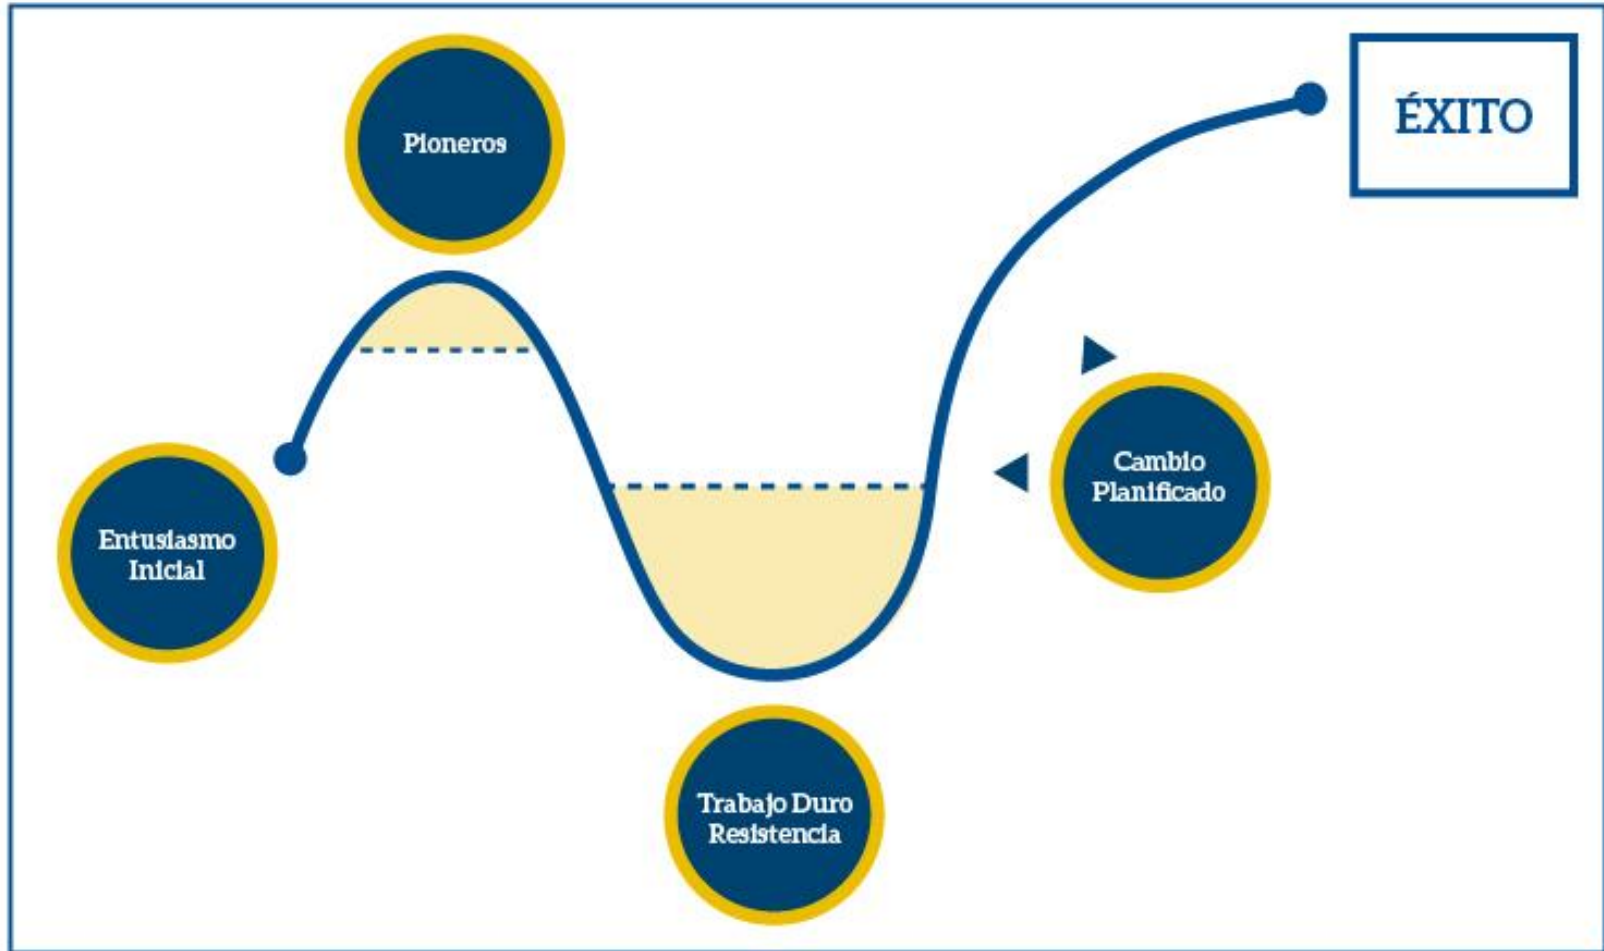 Pioneros
ÉXITO
Entusiasmo
Inicial
Cambio
Planificado
Trabajo Duro
Resistencia